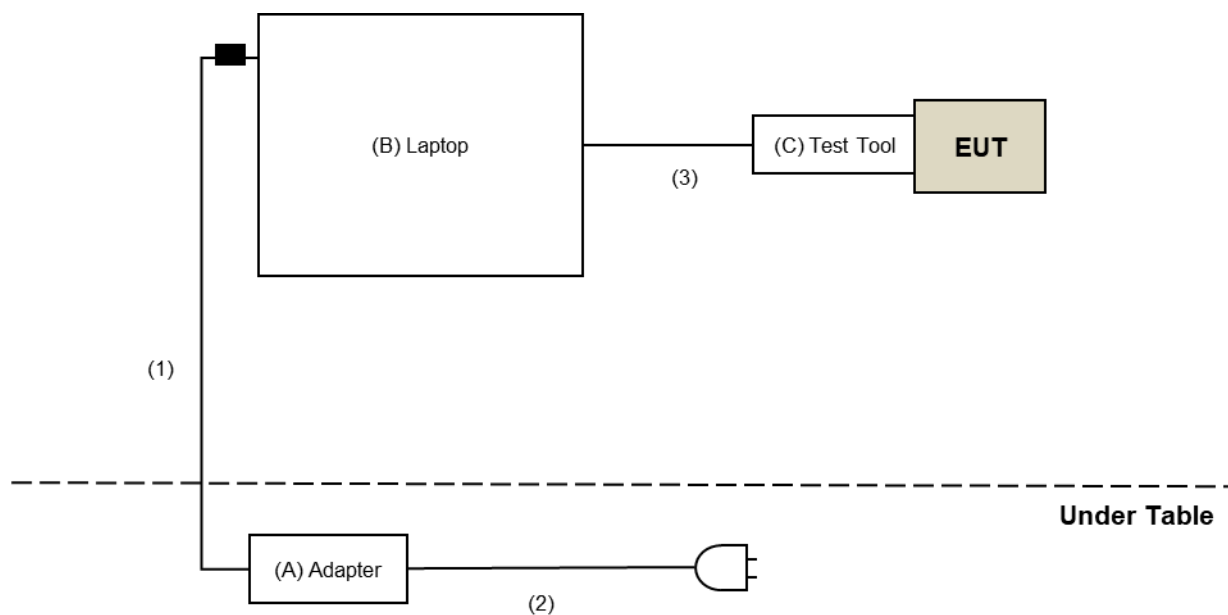 (B) Laptop
(C) Test Tool
EUT
(3)
(1)
Under Table
(A) Adapter
(2)